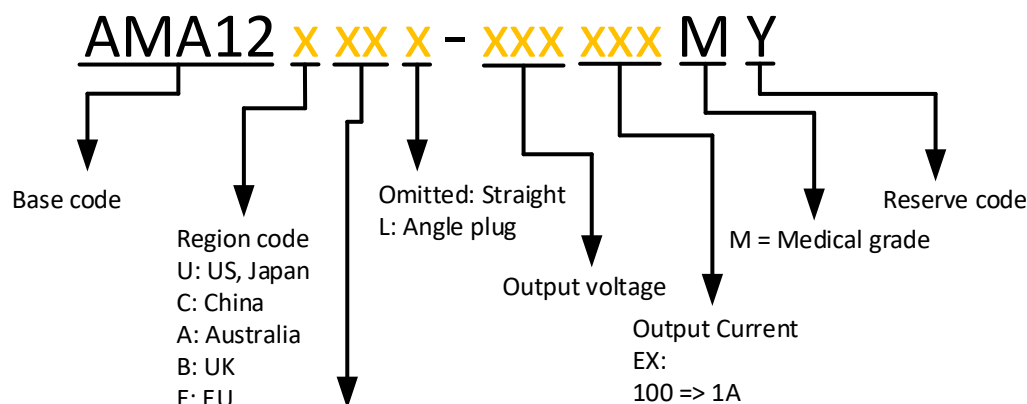 AMA12 x xx x - xxx xxx M Y
Base code
Omitted: Straight
L: Angle plug
Reserve code
Region code
U: US, Japan
C: China
A: Australia
B: UK
E: EU
M = Medical grade
Output voltage
Output Current
EX:
100 => 1A